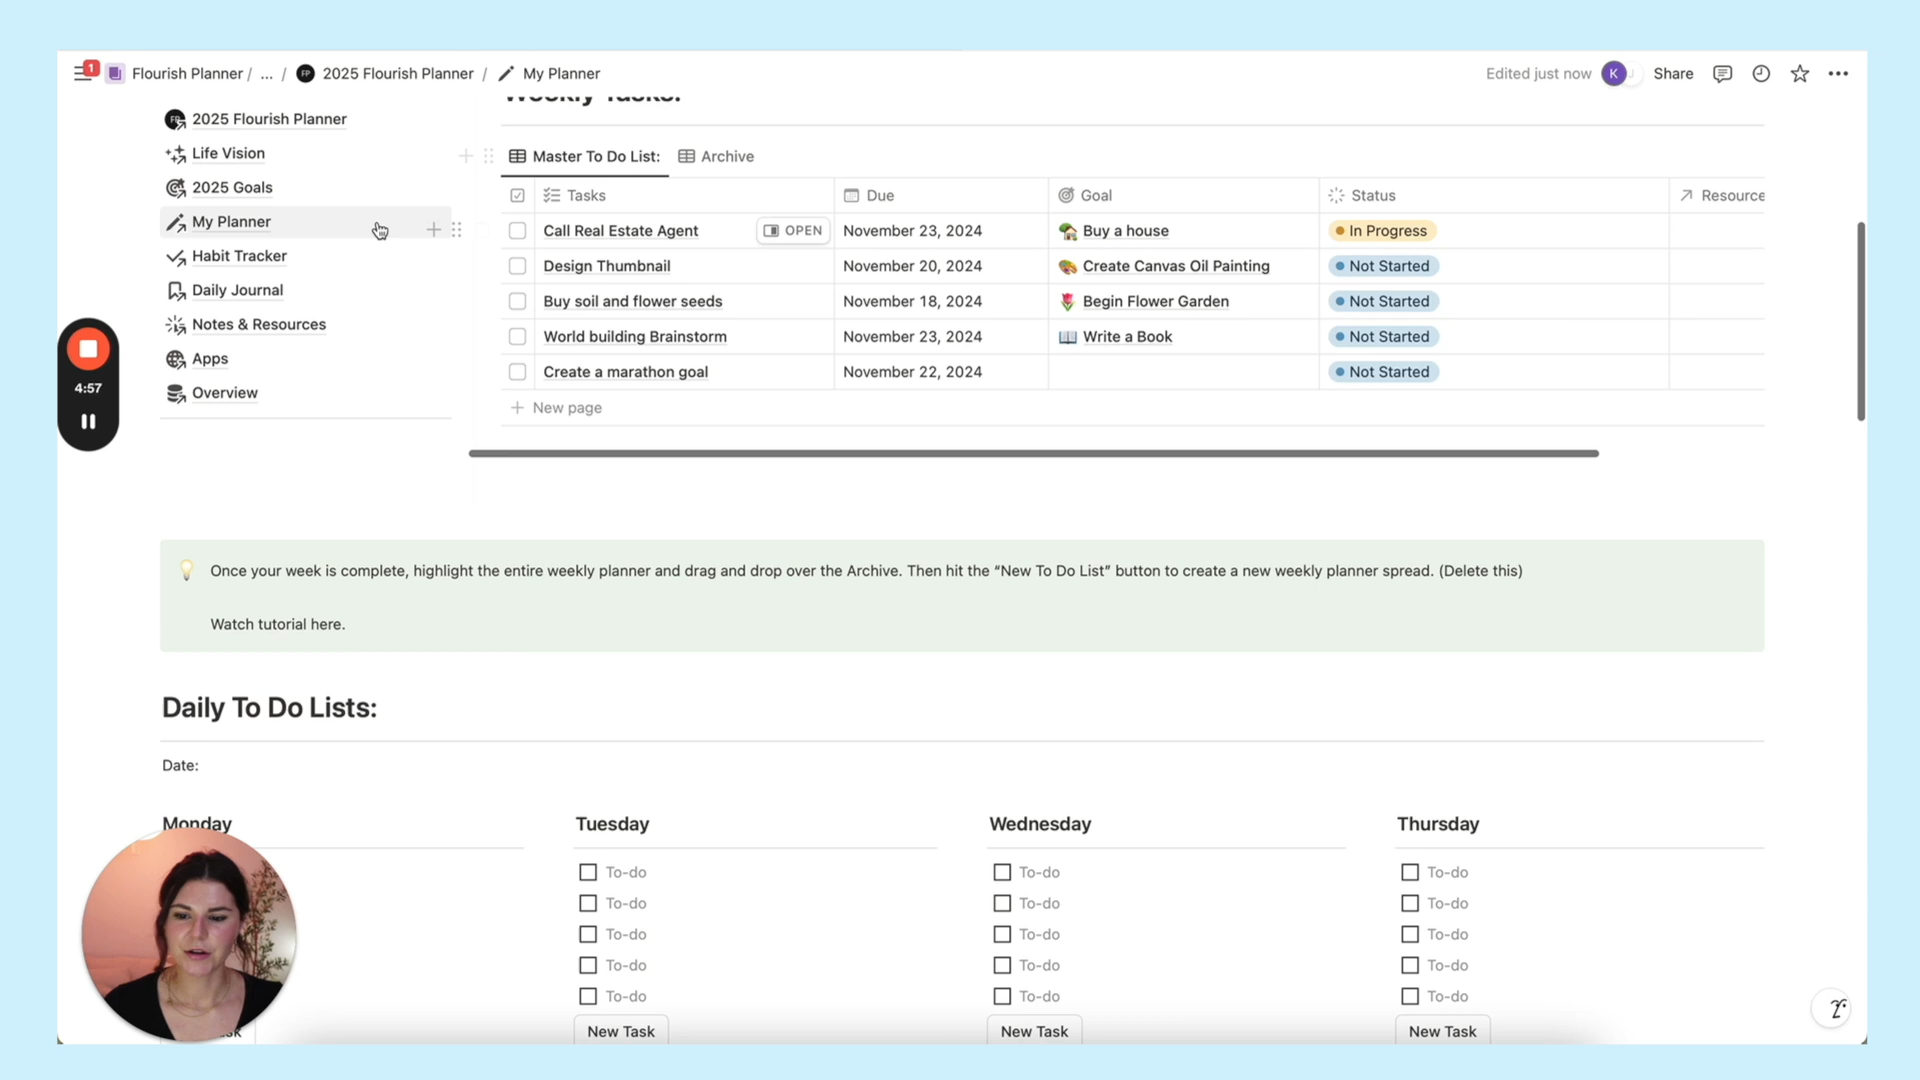 1 Flourish Planner / ... / FP 2025 Flourish Planner / My Planner
Edited just now K Share
Weekly Tasks:
2025 Flourish Planner
Life Vision
2025 Goals
My Planner
Habit Tracker
Daily Journal
Notes & Resources
Apps
Overview
4:57
Master To Do List: Archive
Tasks Due Goal Status Resource
Call Real Estate Agent OPEN November 23, 2024 Buy a house In Progress
Design Thumbnail November 20, 2024 Create Canvas Oil Painting Not Started
Buy soil and flower seeds November 18, 2024 Begin Flower Garden Not Started
World building Brainstorm November 23, 2024 Write a Book Not Started
Create a marathon goal November 22, 2024 Not Started
New page
Once your week is complete, highlight the entire weekly planner and drag and drop over the Archive. Then hit the “New To Do List” button to create a new weekly planner spread. (Delete this)
Watch tutorial here.
Daily To Do Lists:
Date:
Monday Tuesday Wednesday Thursday
To-do To-do To-do
To-do To-do To-do
To-do To-do To-do
To-do To-do To-do
To-do To-do To-do
New Task New Task New Task